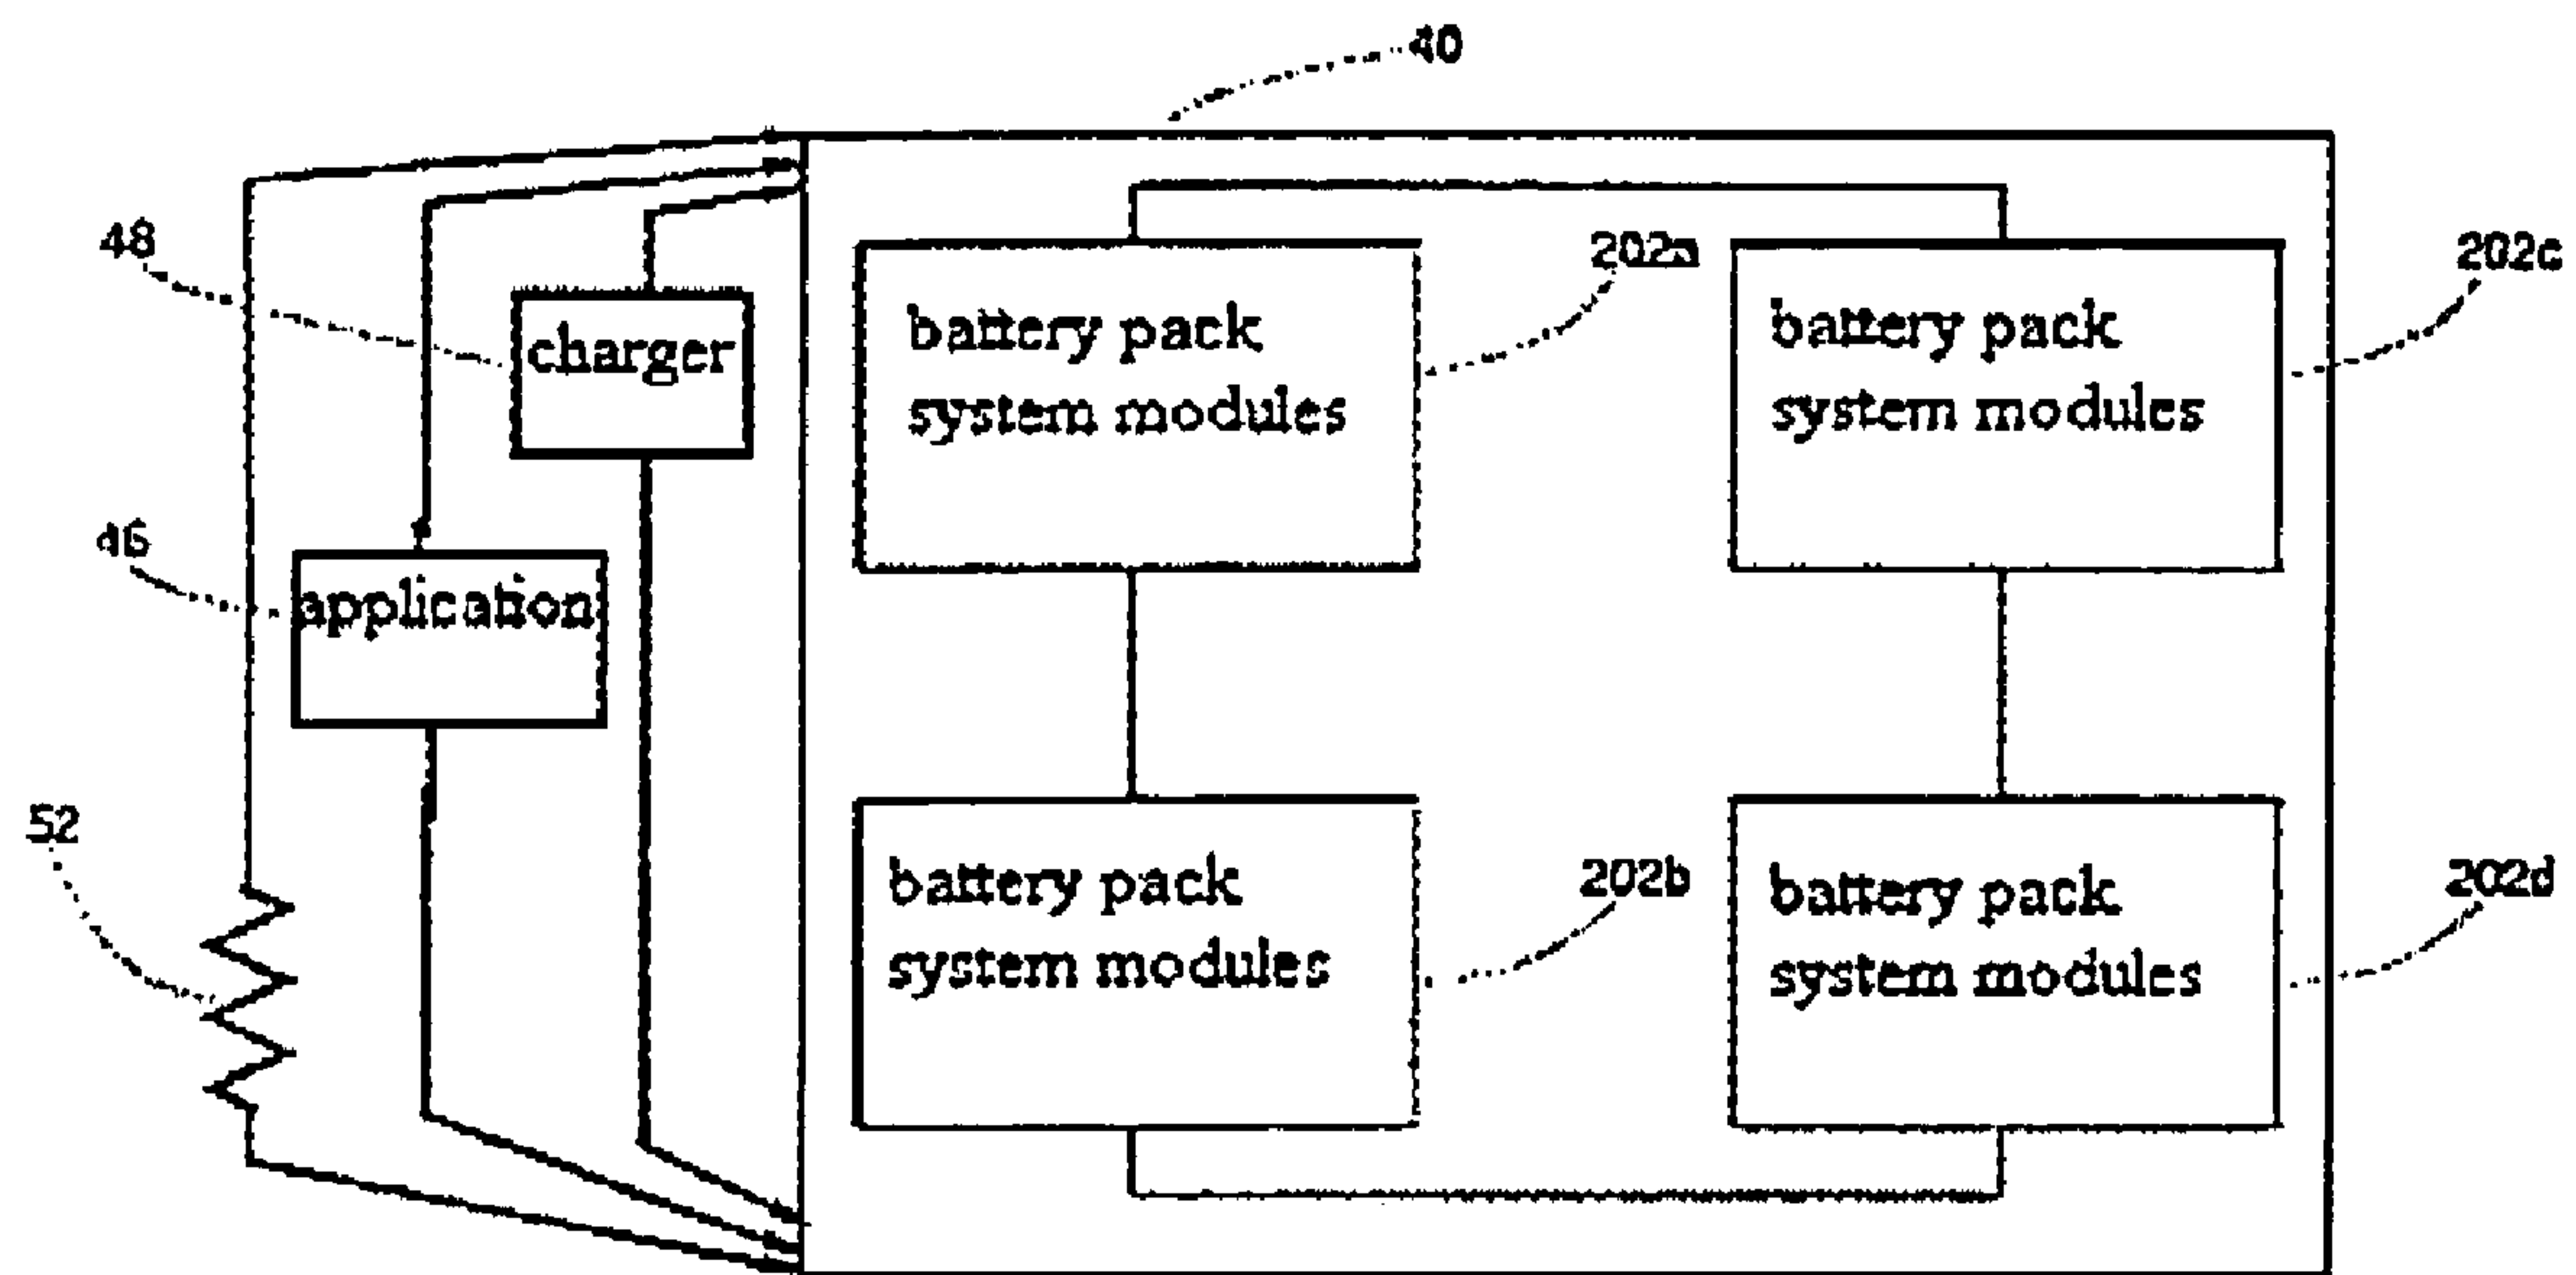 40
48
charger
202a
battery pack
system modules
202c
battery pack
system modules
46
application
52
202b
battery pack
system modules
202d
battery pack
system modules